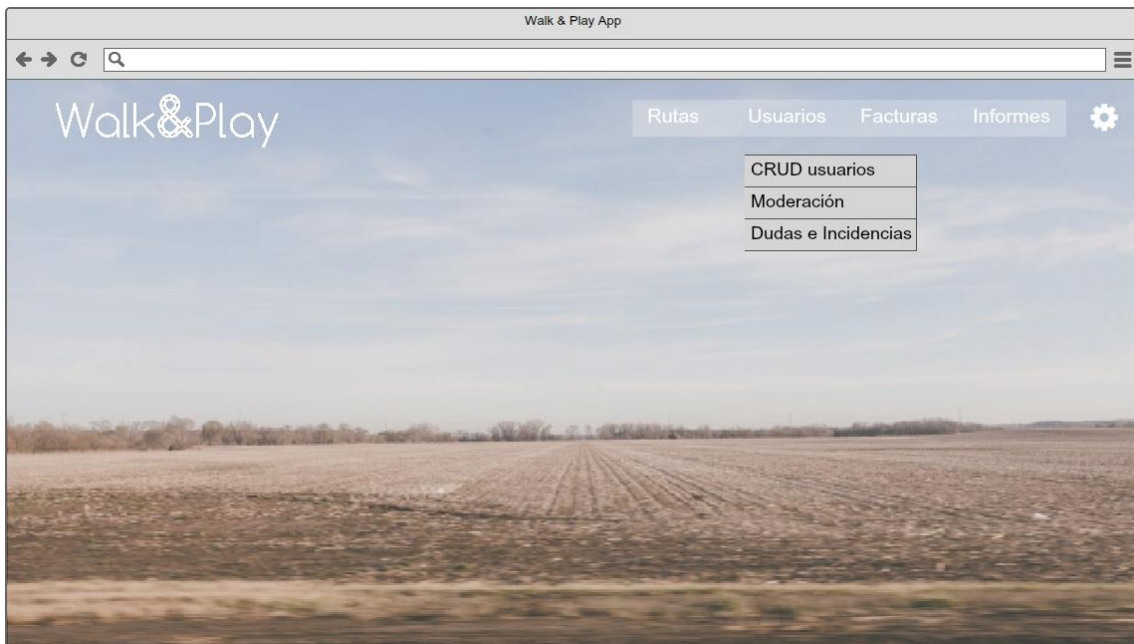 Walk & Play App
Walk&Play
Rutas Usuarios Facturas Informes
CRUD usuarios
Moderación
Dudas e Incidencias